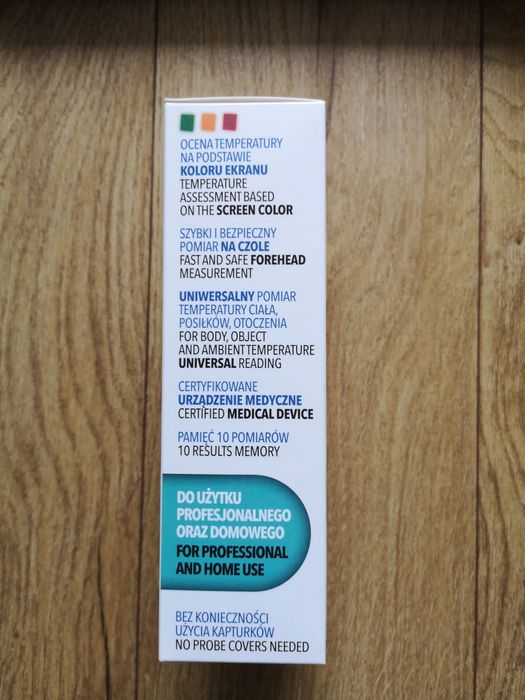 OCENA TEMPERATURY
NA PODSTAWIE
KOLORU EKRANU
TEMPERATURE
ASSESSMENT BASED
ON THE SCREEN COLOR
SZYBKI I BEZPIECZNY
POMIAR NA CZOLE
FAST AND SAFE FOREHEAD
MEASUREMENT
UNIWERSALNY POMIAR
TEMPERATURY CIAŁA,
POSIŁKÓW, OTOCZENIA
FOR BODY, OBJECT
AND AMBIENT TEMPERATURE
UNIVERSAL READING
CERTYFIKOWANE
URZĄDZENIE MEDYCZNE
CERTIFIED MEDICAL DEVICE
PAMIĘĆ 10 POMIARÓW
10 RESULTS MEMORY
DO UŻYTKU
PROFESJONALNEGO
ORAZ DOMOWEGO
FOR PROFESSIONAL
AND HOME USE
BEZ KONIECZNOŚCI
UŻYCIA KAPTURKÓW
NO PROBE COVERS NEEDED